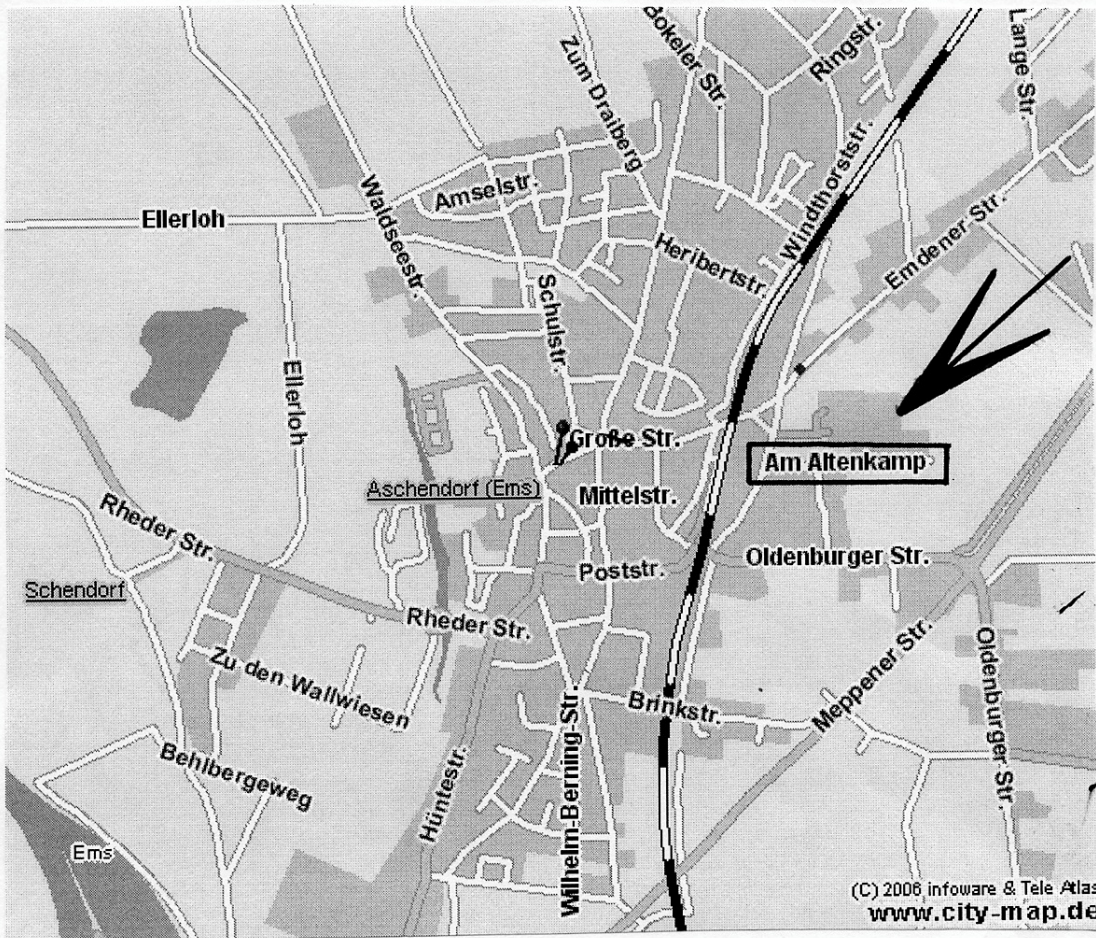 Bokeler Str.
Ringstr.
Lange Str.
Zum Draiberg
Windthorststr.
Amselstr.
Waldseestr.
Ellerloh
Emdener Str.
Heribertstr.
Schulstr.
Ellerloh
Große Str.
Am Altenkamp
Aschendorf (Ems)
Mittelstr.
Rheder Str.
Oldenburger Str.
Poststr.
Schendorf
Rheder Str.
Meppener Str.
Oldenburger Str.
Zu den Wallwiesen
Brinkstr.
Wilhelm-Berning-Str.
Behlbergeweg
Hüntestr.
Ems
(C) 2006 infoware & Tele Atlas
www.city-map.de